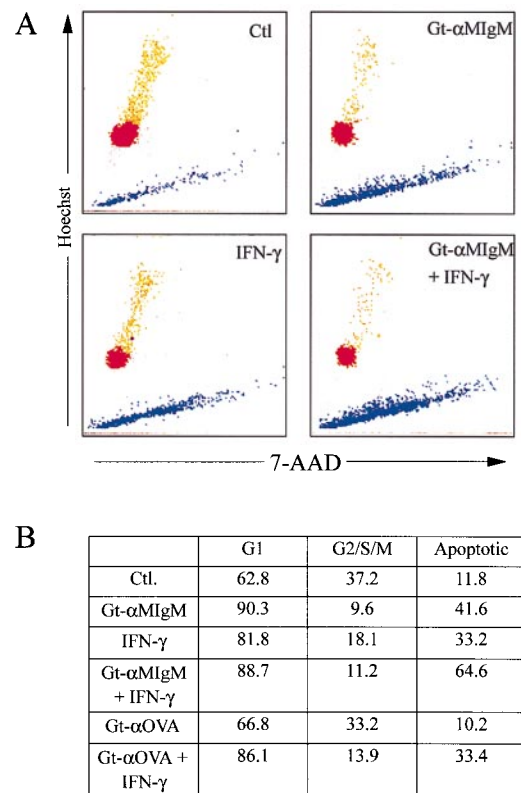 A
Ctl
Gt-αMIgM
Hoechst
IFN-γ
Gt-αMIgM
+ IFN-γ
7-AAD
B
G1 G2/S/M Apoptotic
Ctl. 62.8 37.2 11.8
Gt-αMIgM 90.3 9.6 41.6
IFN-γ 81.8 18.1 33.2
Gt-αMIgM
+ IFN-γ 88.7 11.2 64.6
Gt-αOVA 66.8 33.2 10.2
Gt-αOVA +
IFN-γ 86.1 13.9 33.4